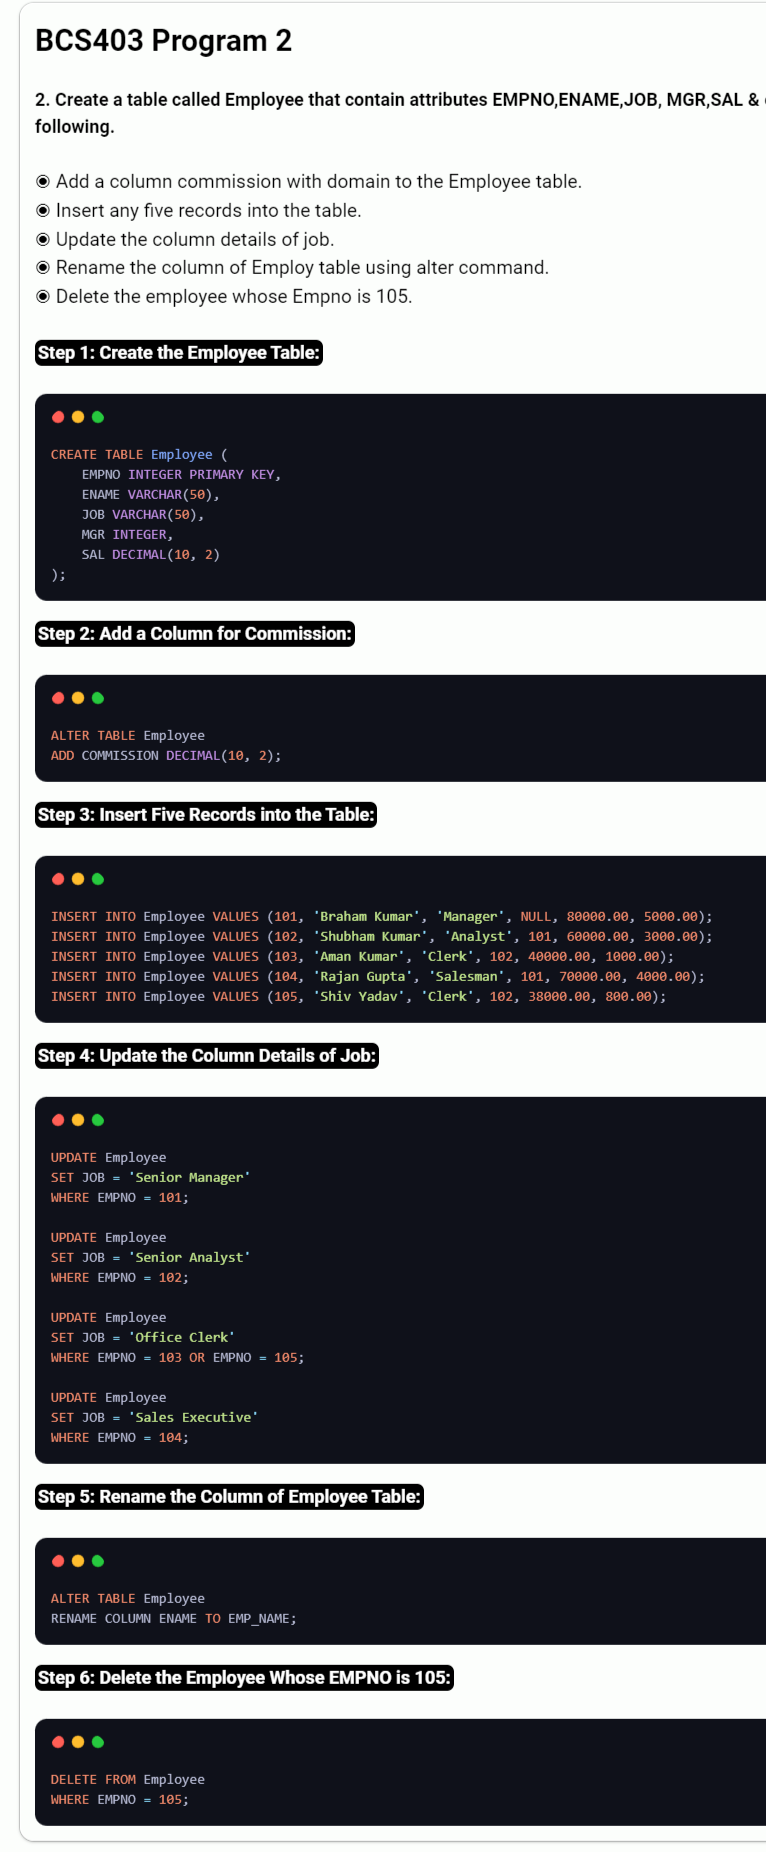 BCS403 Program 2
2. Create a table called Employee that contain attributes EMPNO,ENAME,JOB, MGR,SAL &
following.
◉ Add a column commission with domain to the Employee table.
◉ Insert any five records into the table.
◉ Update the column details of job.
◉ Rename the column of Employ table using alter command.
◉ Delete the employee whose Empno is 105.
Step 1: Create the Employee Table:
CREATE TABLE Employee (
    EMPNO INTEGER PRIMARY KEY,
    ENAME VARCHAR(50),
    JOB VARCHAR(50),
    MGR INTEGER,
    SAL DECIMAL(10, 2)
);
Step 2: Add a Column for Commission:
ALTER TABLE Employee
ADD COMMISSION DECIMAL(10, 2);
Step 3: Insert Five Records into the Table:
INSERT INTO Employee VALUES (101, 'Braham Kumar', 'Manager', NULL, 80000.00, 5000.00);
INSERT INTO Employee VALUES (102, 'Shubham Kumar', 'Analyst', 101, 60000.00, 3000.00);
INSERT INTO Employee VALUES (103, 'Aman Kumar', 'Clerk', 102, 40000.00, 1000.00);
INSERT INTO Employee VALUES (104, 'Rajan Gupta', 'Salesman', 101, 70000.00, 4000.00);
INSERT INTO Employee VALUES (105, 'Shiv Yadav', 'Clerk', 102, 38000.00, 800.00);
Step 4: Update the Column Details of Job:
UPDATE Employee
SET JOB = 'Senior Manager'
WHERE EMPNO = 101;
UPDATE Employee
SET JOB = 'Senior Analyst'
WHERE EMPNO = 102;
UPDATE Employee
SET JOB = 'Office Clerk'
WHERE EMPNO = 103 OR EMPNO = 105;
UPDATE Employee
SET JOB = 'Sales Executive'
WHERE EMPNO = 104;
Step 5: Rename the Column of Employee Table:
ALTER TABLE Employee
RENAME COLUMN ENAME TO EMP_NAME;
Step 6: Delete the Employee Whose EMPNO is 105:
DELETE FROM Employee
WHERE EMPNO = 105;